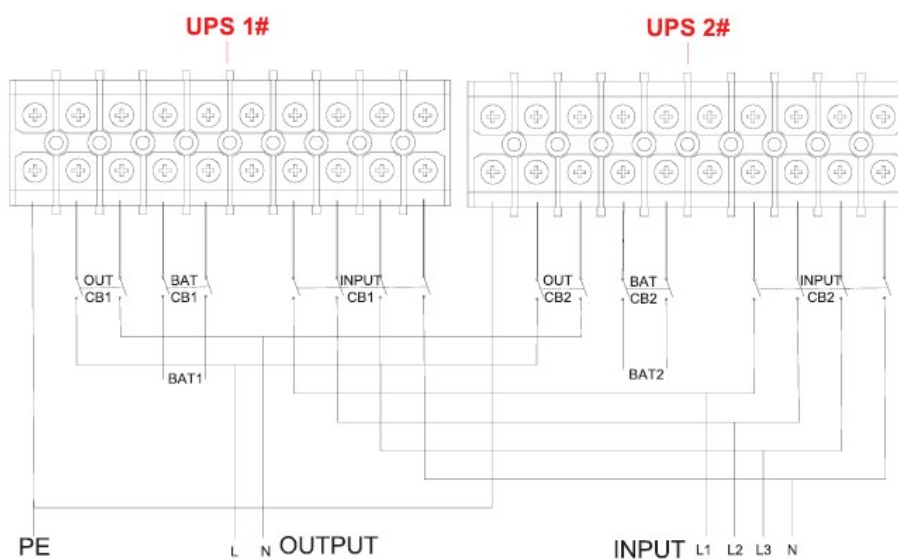 UPS 1# UPS 2#
OUT BAT INPUT OUT BAT INPUT
CB1 CB1 CB1 CB2 CB2 CB2
BAT1 BAT2
PE L N OUTPUT INPUT L1 L2 L3 N